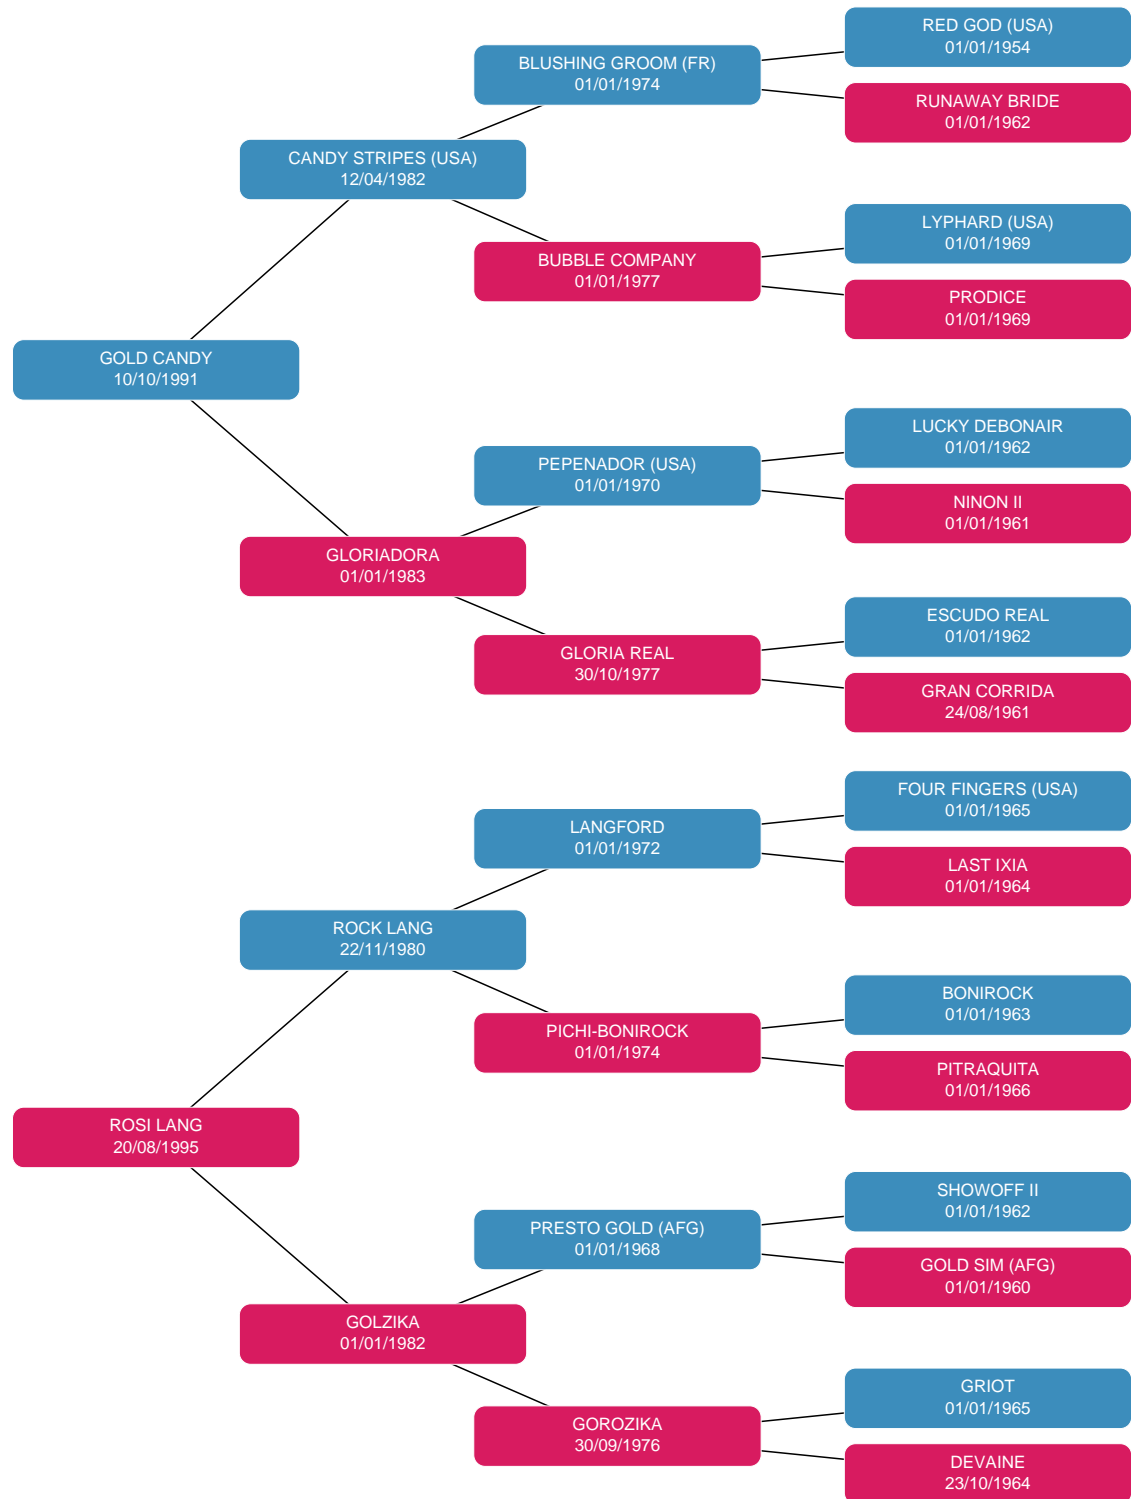 RED GOD (USA)
01/01/1954
BLUSHING GROOM (FR)
01/01/1974
RUNAWAY BRIDE
01/01/1962
CANDY STRIPES (USA)
12/04/1982
LYPHARD (USA)
01/01/1969
BUBBLE COMPANY
01/01/1977
PRODICE
01/01/1969
GOLD CANDY
10/10/1991
LUCKY DEBONAIR
01/01/1962
PEPENADOR (USA)
01/01/1970
NINON II
01/01/1961
GLORIADORA
01/01/1983
ESCUDO REAL
01/01/1962
GLORIA REAL
30/10/1977
GRAN CORRIDA
24/08/1961
FOUR FINGERS (USA)
01/01/1965
LANGFORD
01/01/1972
LAST IXIA
01/01/1964
ROCK LANG
22/11/1980
BONIROCK
01/01/1963
PICHI-BONIROCK
01/01/1974
PITRAQUITA
01/01/1966
ROSI LANG
20/08/1995
SHOWOFF II
01/01/1962
PRESTO GOLD (AFG)
01/01/1968
GOLD SIM (AFG)
01/01/1960
GOLZIKA
01/01/1982
GRIOT
01/01/1965
GOROZIKA
30/09/1976
DEVAINE
23/10/1964